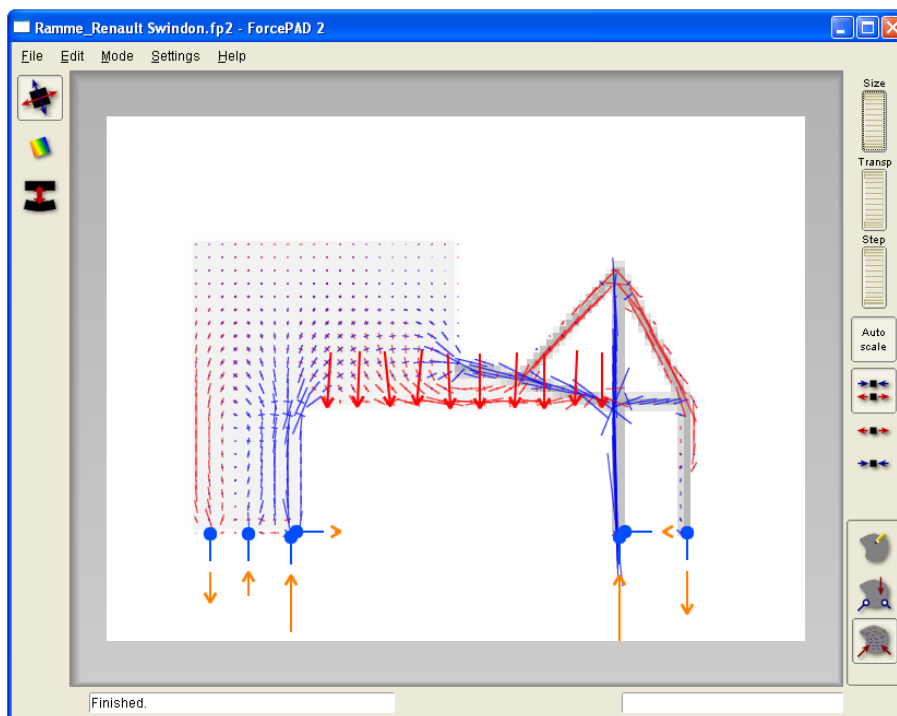 Ramme_Renault Swindon.fp2 - ForcePAD 2
File Edit Mode Settings Help
Size
Transp
Step
Auto
scale
Finished.